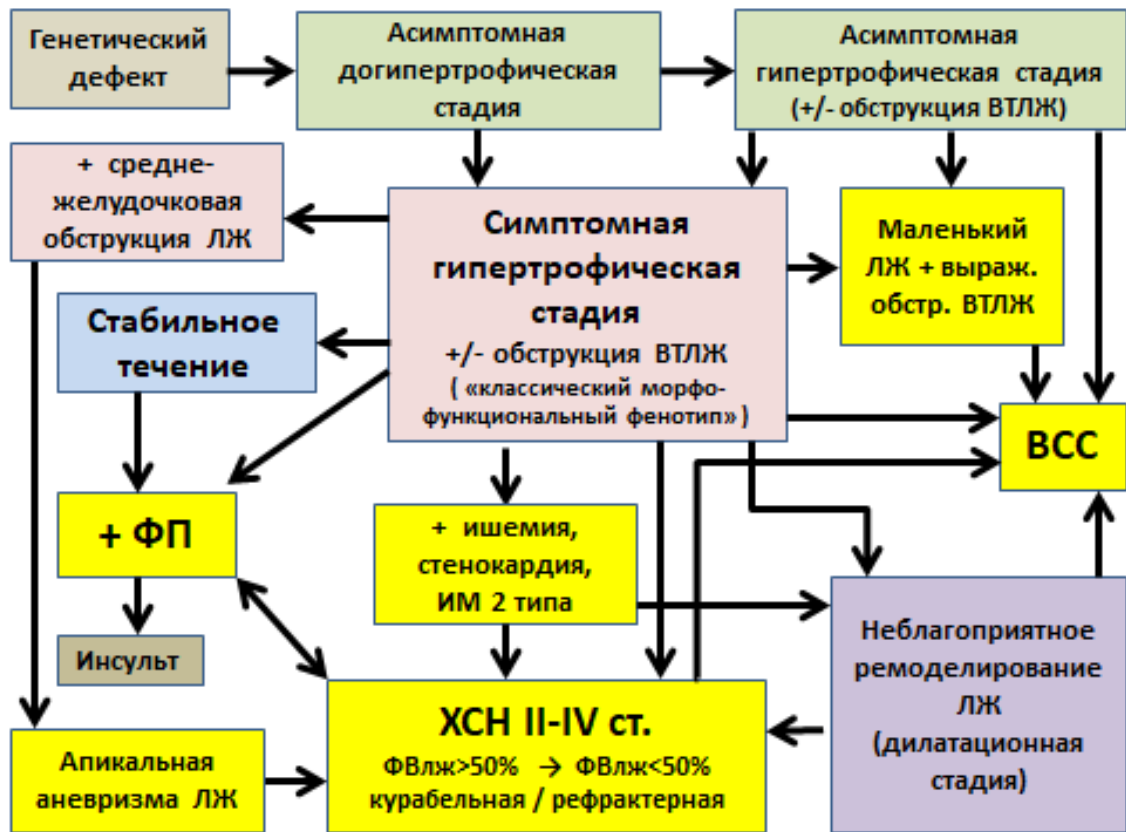 Генетический
дефект
Асимптомная
догипертрофическая
стадия
Асимптомная
гипертрофическая стадия
(+/- обструкция ВТЛЖ)
+ средне-
желудочковая
обструкция ЛЖ
Симптомная
гипертрофическая
стадия
+/- обструкция ВТЛЖ
( «классический морфо-
функциональный фенотип» )
Маленький
ЛЖ + выраж.
обстр. ВТЛЖ
Стабильное
течение
ВСС
+ ФП
+ ишемия,
стенокардия,
ИМ 2 типа
Инсульт
Неблагоприятное
ремоделирование
ЛЖ
(дилатационная
стадия)
Апикальная
аневризма ЛЖ
ХСН II-IV ст.
ФВлж>50% → ФВлж<50%
курабельная / рефрактерная